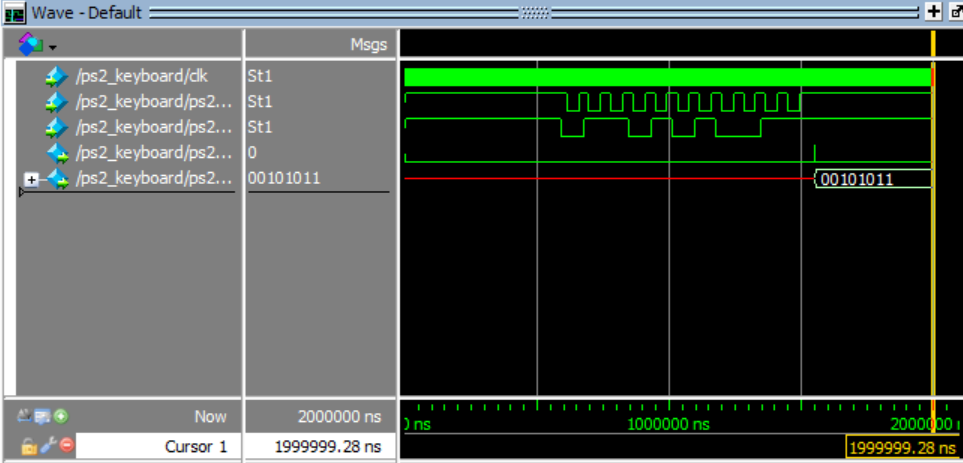 Wave - Default
Msgs
/ps2_keyboard/clk St1
/ps2_keyboard/ps2... St1
/ps2_keyboard/ps2... St1
/ps2_keyboard/ps2... 0
/ps2_keyboard/ps2... 00101011 00101011
Now 2000000 ns ns 1000000 ns 2000000
Cursor 1 1999999.28 ns 1999999.28 ns